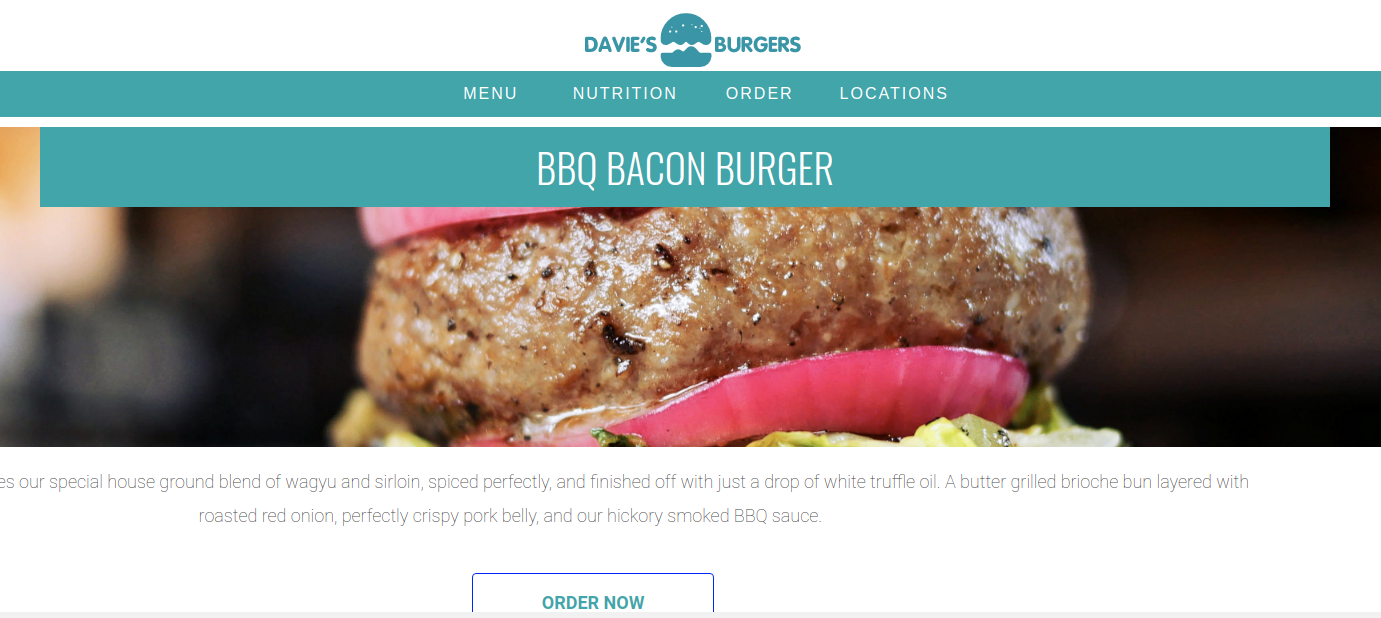 DAVIE'S BURGERS
MENU NUTRITION ORDER LOCATIONS
BBQ BACON BURGER
our special house ground blend of wagyu and sirloin, spiced perfectly, and finished off with just a drop of white truffle oil. A butter grilled brioche bun layered with
roasted red onion, perfectly crispy pork belly, and our hickory smoked BBQ sauce.
ORDER NOW